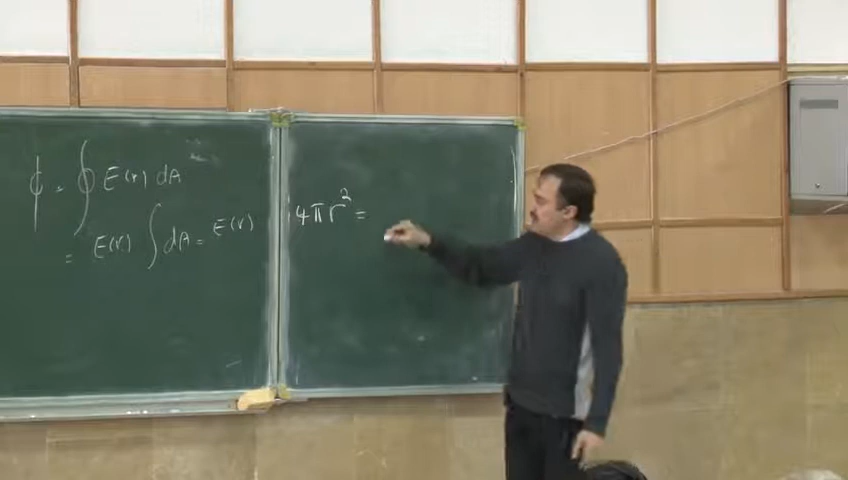 ϕ = ∮ E(r) dA
= E(r) ∫ dA = E(r) 4πr² =